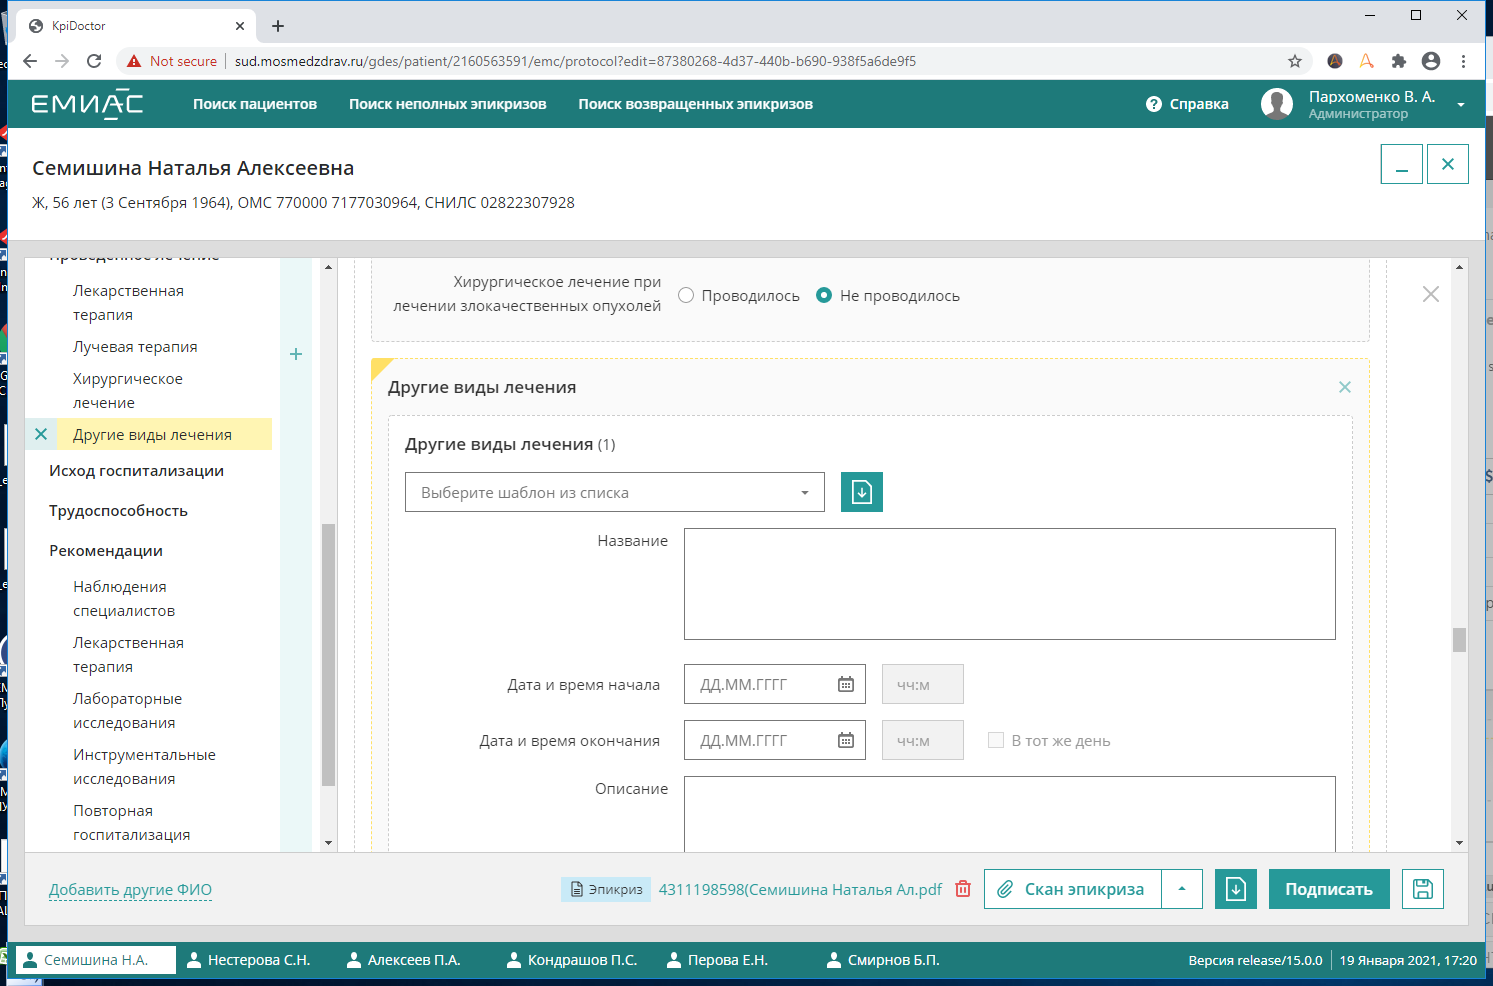 KpiDoctor
Not secure
sud.mosmedzdrav.ru/gdes/patient/2160563591/emc/protocol?edit=87380268-4d37-440b-b690-938f5a6de9f5
ЕМИАС
Поиск пациентов
Поиск неполных эпикризов
Поиск возвращенных эпикризов
? Справка
Пархоменко В. А.
Администратор
Семишина Наталья Алексеевна
Ж, 56 лет (3 Сентября 1964), ОМС 770000 7177030964, СНИЛС 02822307928
Проведенное лечение
Лекарственная
терапия
Лучевая терапия
Хирургическое
лечение
Другие виды лечения
Исход госпитализации
Трудоспособность
Рекомендации
Наблюдения
специалистов
Лекарственная
терапия
Лабораторные
исследования
Инструментальные
исследования
Повторная
госпитализация
Хирургическое лечение при
лечении злокачественных опухолей
Проводилось
Не проводилось
Другие виды лечения
Другие виды лечения (1)
Выберите шаблон из списка
Название
Дата и время начала
ДД.ММ.ГГГГ
чч:м
Дата и время окончания
ДД.ММ.ГГГГ
чч:м
В тот же день
Описание
Добавить другие ФИО
Эпикриз
4311198598(Семишина Наталья Ал.pdf
Скан эпикриза
Подписать
Семишина Н.А.
Нестерова С.Н.
Алексеев П.А.
Кондрашов П.С.
Перова Е.Н.
Смирнов Б.П.
Версия release/15.0.0
19 Января 2021, 17:20